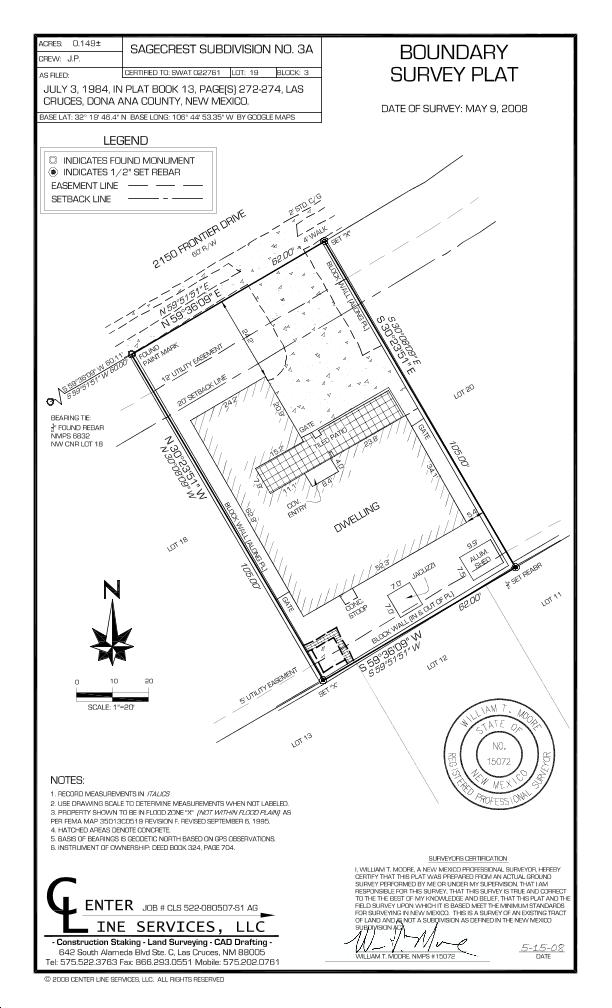 ACRES: 0.149±
CREW: J.P.
SAGECREST SUBDIVISION NO. 3A
AS FILED:
CERTIFIED TO: SWAT 022761 LOT: 19 BLOCK: 3
JULY 3, 1984, IN PLAT BOOK 13, PAGE(S) 272-274, LAS
CRUCES, DONA ANA COUNTY, NEW MEXICO.
BASE LAT: 32° 19' 46.4" N BASE LONG: 106° 44' 53.35" W BY GOOGLE MAPS
BOUNDARY
SURVEY PLAT
DATE OF SURVEY: MAY 9, 2008
LEGEND
INDICATES FOUND MONUMENT
INDICATES 1/2" SET REBAR
EASEMENT LINE
SETBACK LINE
2150 FRONTIER DRIVE
60' R/W
2' STD. C/G
4' WALK
SET "X"
62.00'
N 59°51'51" E
N 59°36'09" E
S 59°36'09" W 60.11'
S 59°51'51" W 60.00'
FOUND
PAINT MARK
BEARING TIE:
FOUND REBAR
NMPS 6832
NW CNR LOT 18
12' UTILITY EASEMENT
20' SETBACK LINE
24.2'
24.2'
20.9'
BLOCK WALL (ALONG PL)
S 30°08'09" E
S 30°23'51" E
LOT 20
105.00'
GATE
GATE
TILED PATIO
15.2'
23.8'
7.9'
11.1'
8.4'
4.0'
COV.
ENTRY
34.1'
DWELLING
N 30°23'51" W
N 30°08'09" W
LOT 18
BLOCK WALL (ALONG PL)
62.9'
105.00'
52.3'
5.4'
9.9'
7.9'
ALUM
SHED
JACUZZI
7.0'
7.0'
CONC.
STOOP
GATE
SET REABR
LOT 11
62.00'
BLOCK WALL (IN & OUT OF PL)
S 59°36'09" W
S 59°51'51" W
LOT 12
5' UTILITY EASEMENT
SET "X"
LOT 13
N
0 10 20
SCALE: 1"=20'
WILLIAM T. MOORE
STATE OF
NO.
15072
NEW MEXICO
REGISTERED PROFESSIONAL SURVEYOR
NOTES:
1. RECORD MEASUREMENTS IN ITALICS
2. USE DRAWING SCALE TO DETERMINE MEASUREMENTS WHEN NOT LABELED.
3. PROPERTY SHOWN TO BE IN FLOOD ZONE "X" (NOT WITHIN FLOOD PLAIN) AS
PER FEMA MAP 35013C0519 REVISION F. REVISED SEPTEMBER 6, 1995.
4. HATCHED AREAS DENOTE CONCRETE.
5. BASIS OF BEARINGS IS GEODETIC NORTH BASED ON GPS OBSERVATIONS.
6. INSTRUMENT OF OWNERSHIP: DEED BOOK 324, PAGE 704.
SURVEYORS CERTIFICATION
I, WILLIAM T. MOORE, A NEW MEXICO PROFESSIONAL SURVEYOR, HEREBY
CERTIFY THAT THIS PLAT WAS PREPARED FROM AN ACTUAL GROUND
SURVEY PERFORMED BY ME OR UNDER MY SUPERVISION, THAT I AM
RESPONSIBLE FOR THIS SURVEY, THAT THIS SURVEY IS TRUE AND CORRECT
TO THE THE BEST OF MY KNOWLEDGE AND BELIEF, THAT THIS PLAT AND THE
FIELD SURVEY UPON WHICH IT IS BASED MEET THE MINIMUM STANDARDS
FOR SURVEYING IN NEW MEXICO. THIS IS A SURVEY OF AN EXISTING TRACT
OF LAND AND IS NOT A SUBDIVISION AS DEFINED IN THE NEW MEXICO
SUBDIVISION ACT.
CENTER JOB # CLS 522-080507-S1 AG
LINE SERVICES, LLC
- Construction Staking - Land Surveying - CAD Drafting -
642 South Alameda Blvd Ste. C, Las Cruces, NM 88005
Tel: 575.522.3763 Fax: 866.293.0551 Mobile: 575.202.0761
WILLIAM T. MOORE, NMPS #15072
5-15-08
DATE
© 2008 CENTER LINE SERVICES, LLC. ALL RIGHTS RESERVED